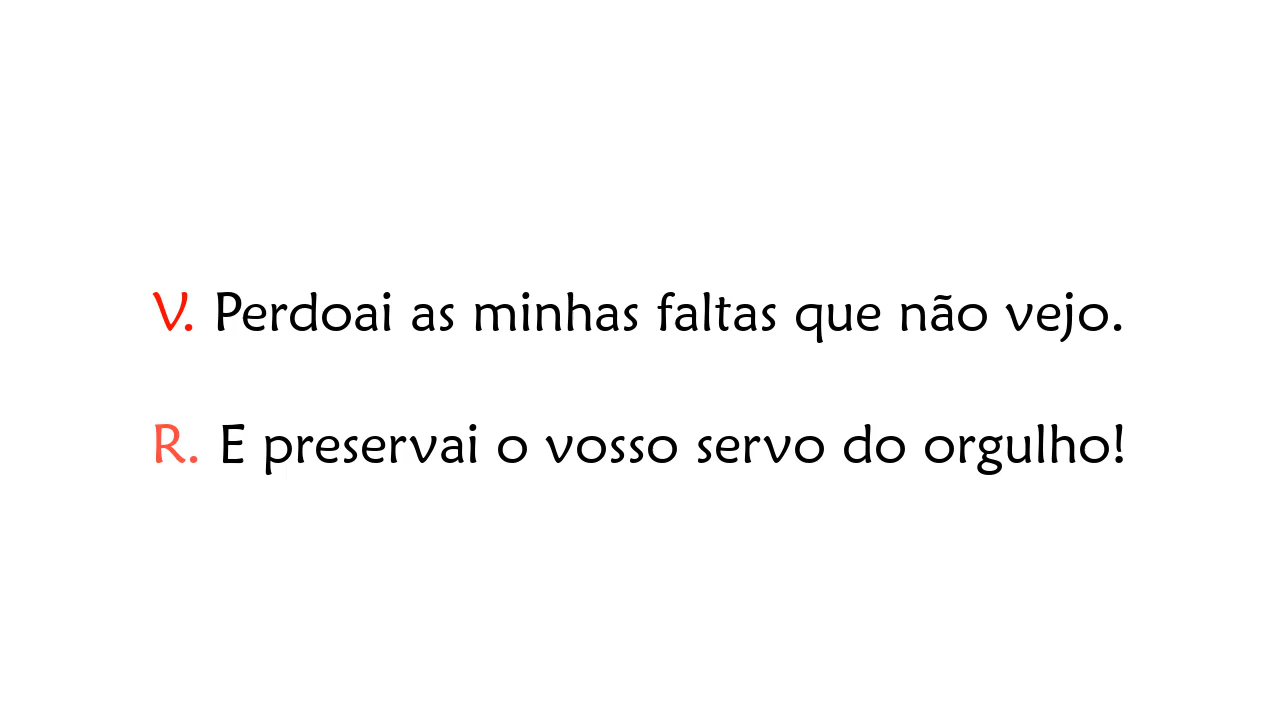 V. Perdoai as minhas faltas que não vejo.
R. E preservai o vosso servo do orgulho!